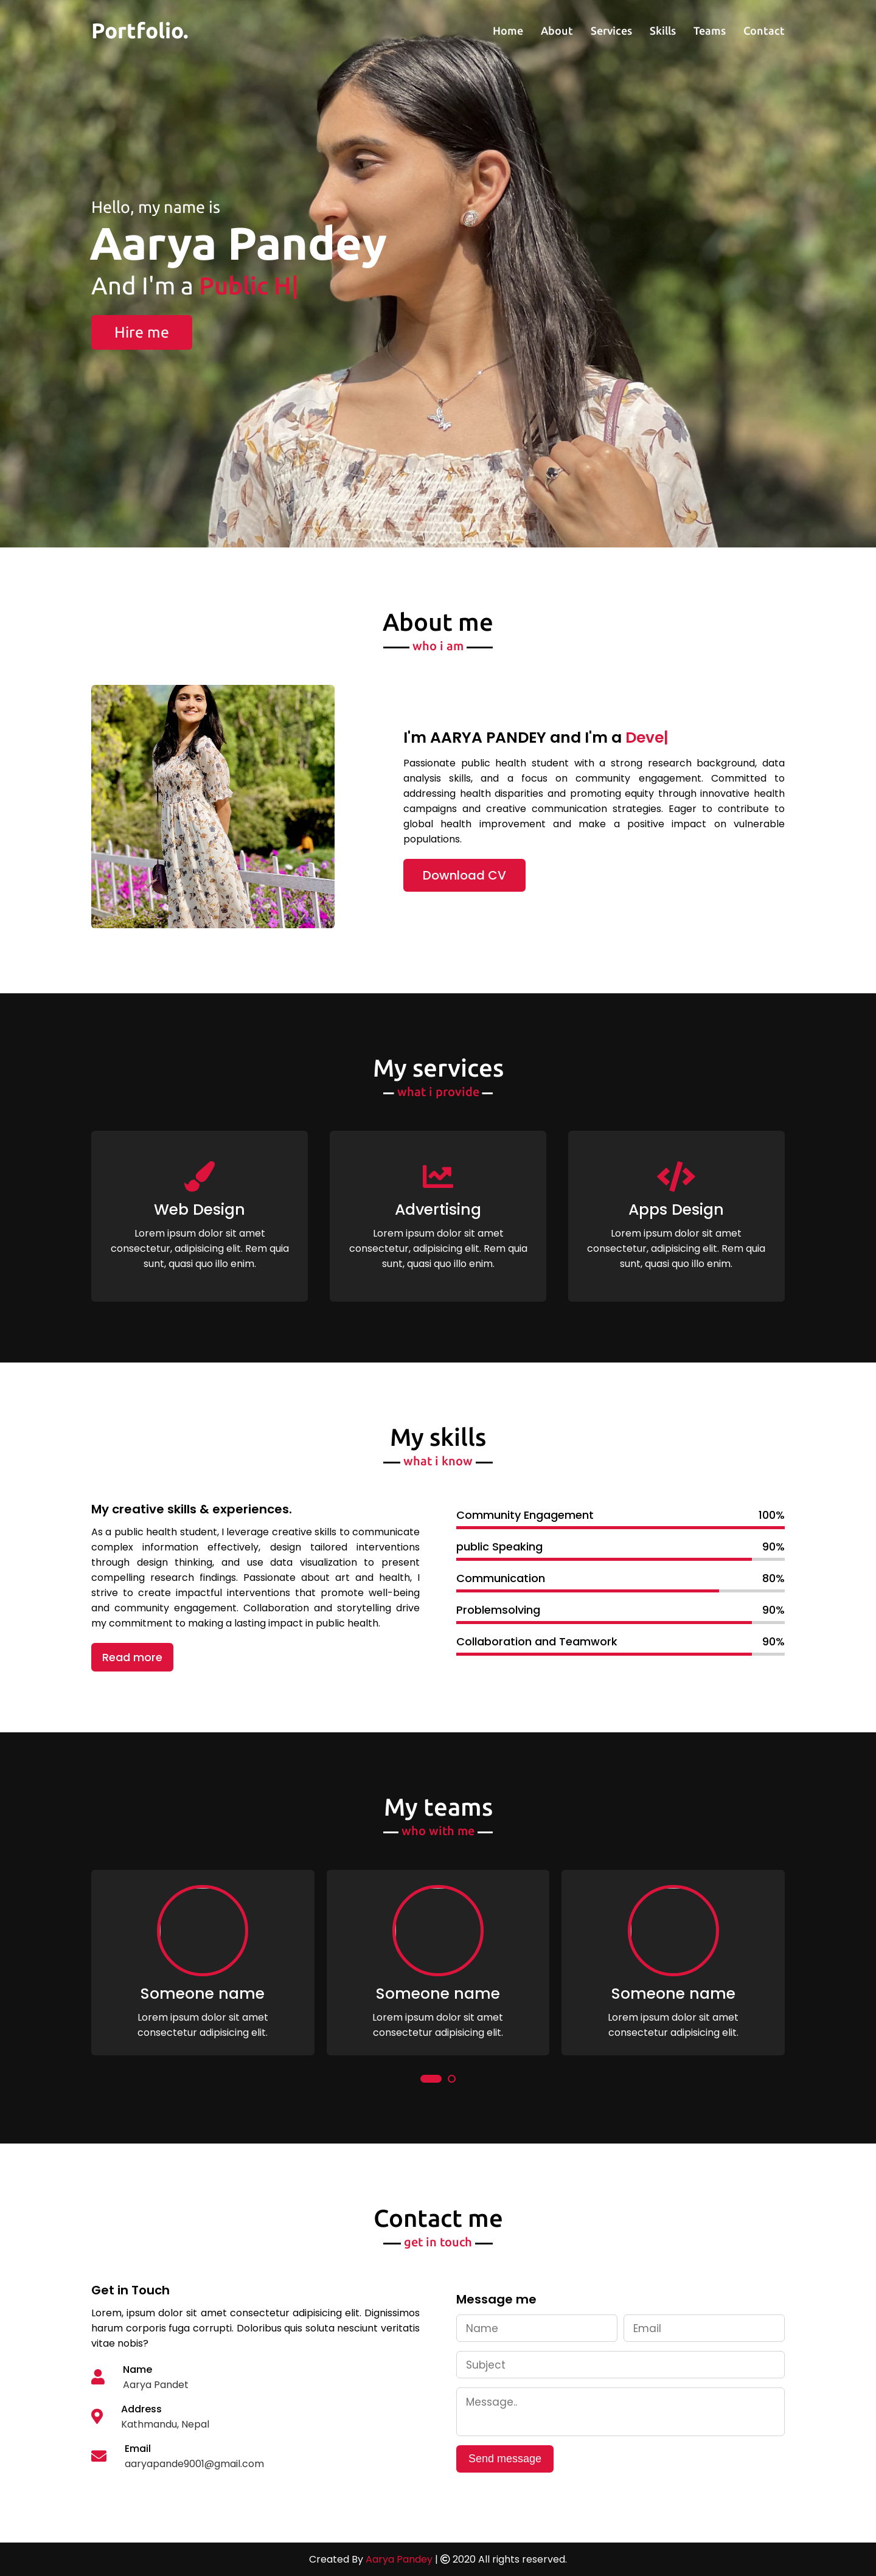 Portfolio.
Home About Services Skills Teams Contact
Hello, my name is
Aarya Pandey
And I'm a Public H|
Hire me
About me
who i am
I'm AARYA PANDEY and I'm a Deve|
Passionate public health student with a strong research background, data
analysis skills, and a focus on community engagement. Committed to
addressing health disparities and promoting equity through innovative health
campaigns and creative communication strategies. Eager to contribute to
global health improvement and make a positive impact on vulnerable
populations.
Download CV
My services
what i provide
Web Design
Lorem ipsum dolor sit amet
consectetur, adipisicing elit. Rem quia
sunt, quasi quo illo enim.
Advertising
Lorem ipsum dolor sit amet
consectetur, adipisicing elit. Rem quia
sunt, quasi quo illo enim.
Apps Design
Lorem ipsum dolor sit amet
consectetur, adipisicing elit. Rem quia
sunt, quasi quo illo enim.
My skills
what i know
My creative skills & experiences.
As a public health student, I leverage creative skills to communicate
complex information effectively, design tailored interventions
through design thinking, and use data visualization to present
compelling research findings. Passionate about art and health, I
strive to create impactful interventions that promote well-being
and community engagement. Collaboration and storytelling drive
my commitment to making a lasting impact in public health.
Read more
Community Engagement 100%
public Speaking 90%
Communication 80%
Problemsolving 90%
Collaboration and Teamwork 90%
My teams
who with me
Someone name
Lorem ipsum dolor sit amet
consectetur adipisicing elit.
Someone name
Lorem ipsum dolor sit amet
consectetur adipisicing elit.
Someone name
Lorem ipsum dolor sit amet
consectetur adipisicing elit.
Contact me
get in touch
Get in Touch
Lorem, ipsum dolor sit amet consectetur adipisicing elit. Dignissimos
harum corporis fuga corrupti. Doloribus quis soluta nesciunt veritatis
vitae nobis?
Name
Aarya Pandet
Address
Kathmandu, Nepal
Email
aaryapande9001@gmail.com
Message me
Name
Email
Subject
Message..
Send message
Created By Aarya Pandey | © 2020 All rights reserved.